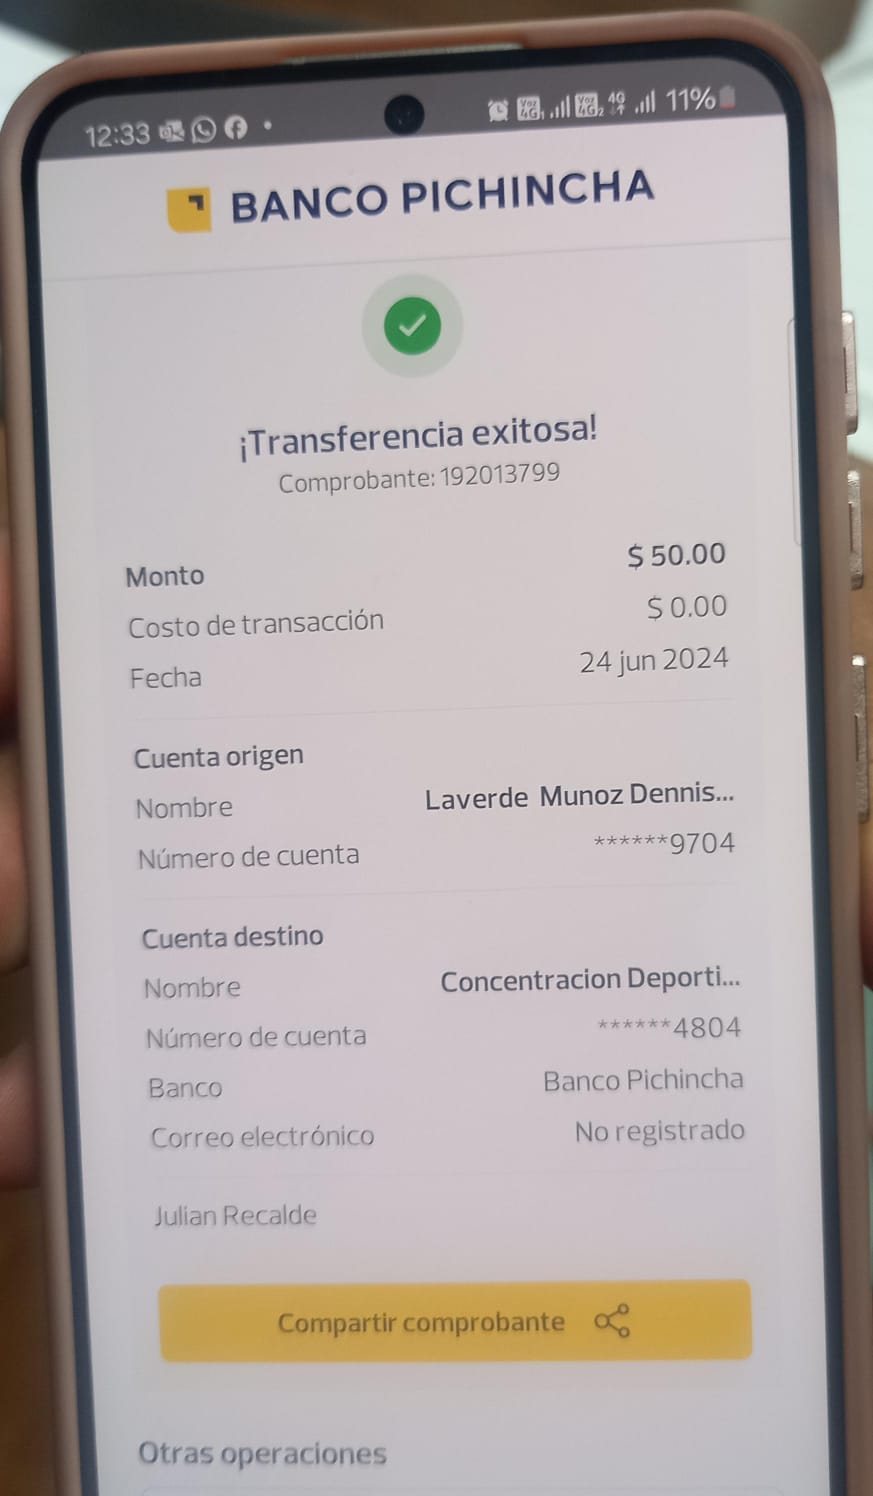 12:33 11%
BANCO PICHINCHA
¡Transferencia exitosa!
Comprobante: 192013799
Monto $ 50.00
Costo de transacción $ 0.00
Fecha 24 jun 2024
Cuenta origen
Nombre Laverde Munoz Dennis...
Número de cuenta ******9704
Cuenta destino
Nombre Concentracion Deporti...
Número de cuenta ******4804
Banco Banco Pichincha
Correo electrónico No registrado
Julian Recalde
Compartir comprobante
Otras operaciones